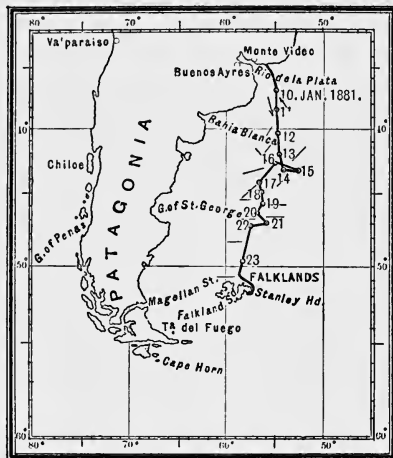 80° 70° 60° 50°
Va'paraiso
Monte Video
Buenos Ayres
Rio de la Plata
10. JAN. 1881.
11
40° 40°
Bahia Blanca
12
13
16
15
14
Chiloe
17
18
19
G. of St. George
20
21
22
G. of Penas
PATAGONIA
23
50° 50°
FALKLANDS
Magellan St.
Falkland Sd.
Stanley Hd.
Ta. del Fuego
Cape Horn
60° 60°
80° 70° 60° 50°